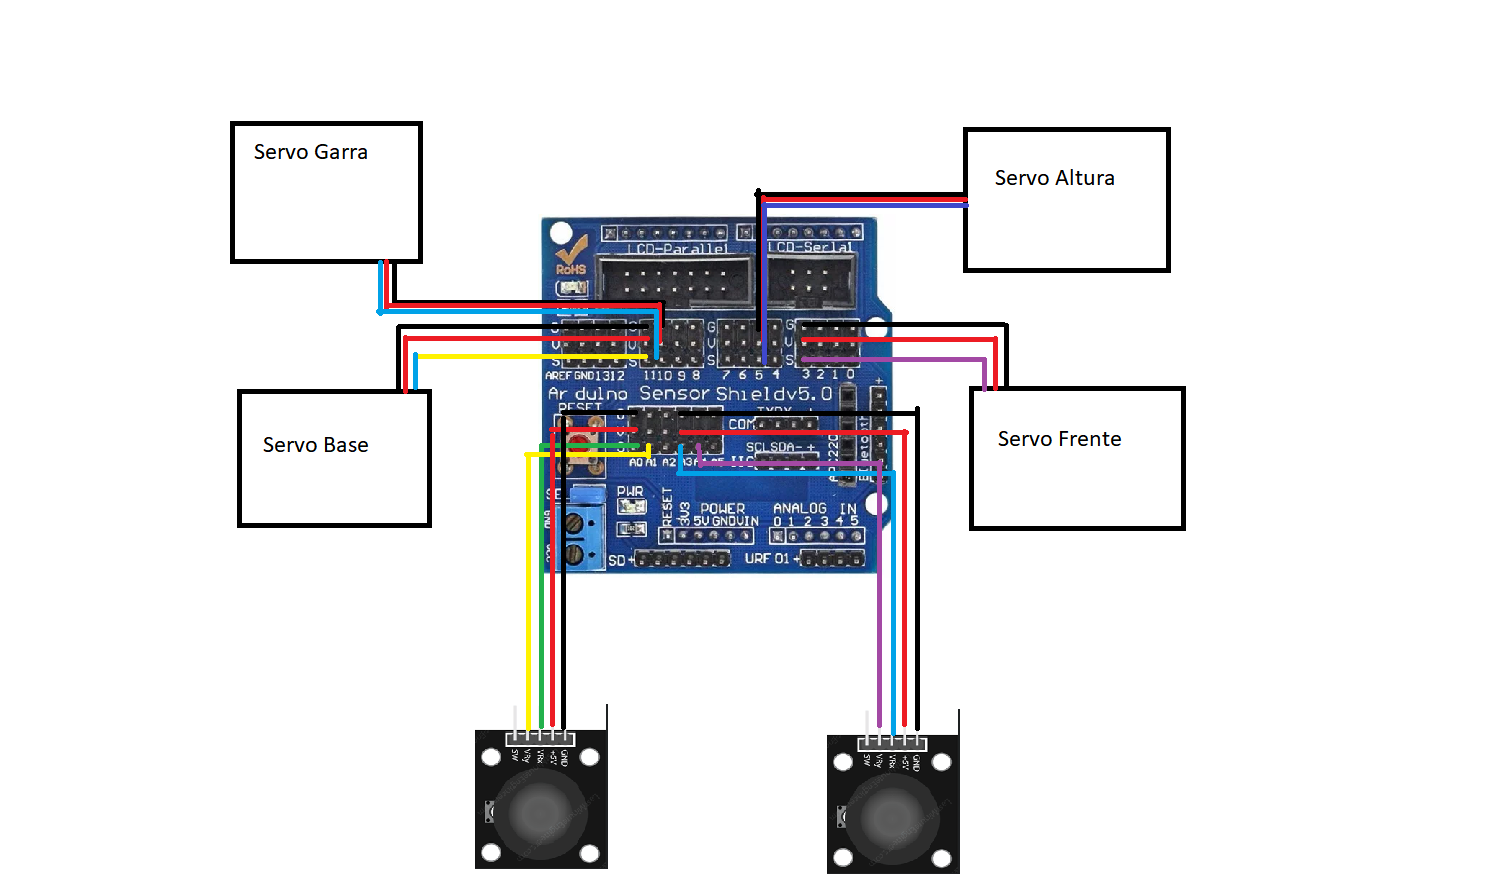 Servo Garra
Servo Altura
RoHS
LCD-Parallel
LCD-Serial
G
V
S
G
V
S
G
V
S
AREF GND 13 12
11 10 9 8
7 6 5 4
3 2 1 0
Arduino Sensor Shield v5.0
RESET
COM
+
Servo Base
Servo Frente
A0 A1 A2 A3
SCL SDA - +
IIC
PWR
RESET
3V3
POWER
5V GND VIN
ANALOG IN
0 1 2 3 4 5
SD+
URF 01+
SW
VRy
VRx
+5V
GND
SW
VRy
VRx
+5V
GND